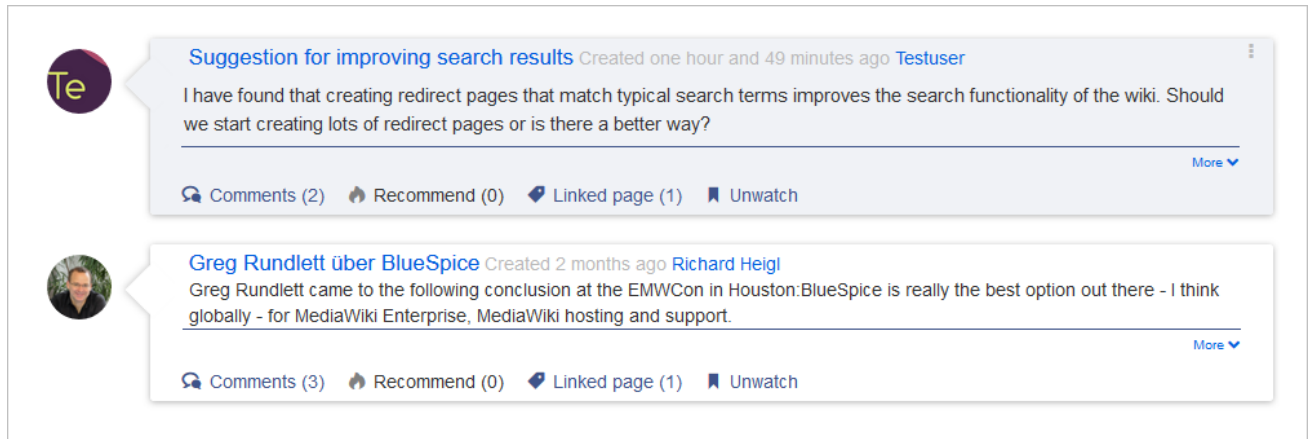 Te
Suggestion for improving search results Created one hour and 49 minutes ago Testuser
I have found that creating redirect pages that match typical search terms improves the search functionality of the wiki. Should
we start creating lots of redirect pages or is there a better way?
More
Comments (2) Recommend (0) Linked page (1) Unwatch
Greg Rundlett über BlueSpice Created 2 months ago Richard Heigl
Greg Rundlett came to the following conclusion at the EMWCon in Houston:BlueSpice is really the best option out there - I think
globally - for MediaWiki Enterprise, MediaWiki hosting and support.
More
Comments (3) Recommend (0) Linked page (1) Unwatch